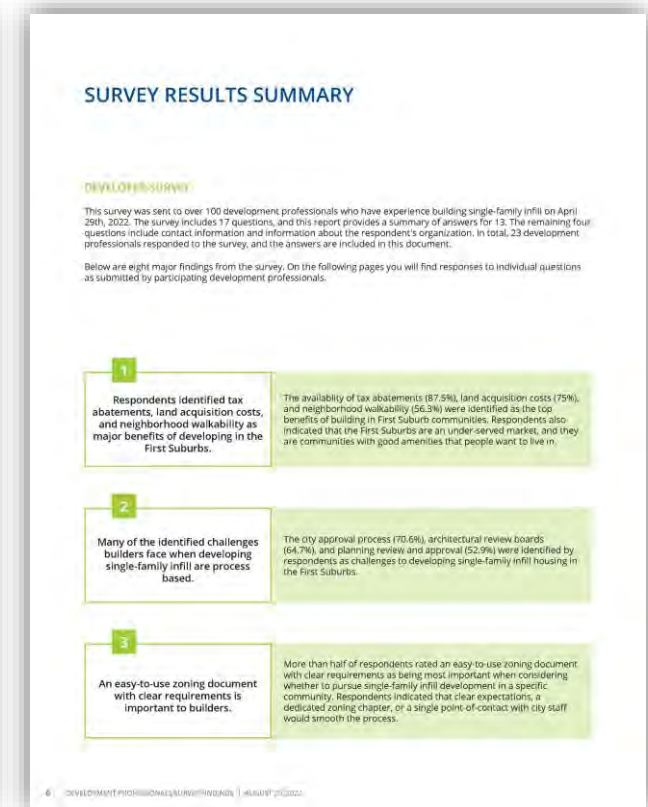 SURVEY RESULTS SUMMARY
DEVELOPER SURVEY
This survey was sent to over 100 development professionals who have experience building single-family infill on April
29th, 2022. The survey includes 17 questions, and this report provides a summary of answers for 13. The remaining four
questions include contact information and information about the respondent's organization. In total, 23 development
professionals responded to the survey, and the answers are included in this document.
Below are eight major findings from the survey. On the following pages you will find responses to individual questions
as submitted by participating development professionals.
1
Respondents identified tax
abatements, land acquisition costs,
and neighborhood walkability as
major benefits of developing in the
First Suburbs.
The availablity of tax abatements (87.5%), land acquisition costs (75%),
and neighborhood walkability (56.3%) were identified as the top
benefits of building in First Suburb communities. Respondents also
indicated that the First Suburbs are an under-served market, and they
are communities with good amenities that people want to live in.
2
Many of the identified challenges
builders face when developing
single-family infill are process
based.
The city approval process (70.6%), architectural review boards
(64.7%), and planning review and approval (52.9%) were identified by
respondents as challenges to developing single-family infill housing in
the First Suburbs.
3
An easy-to-use zoning document
with clear requirements is
important to builders.
More than half of respondents rated an easy-to-use zoning document
with clear requirements as being most important when considering
whether to pursue single-family infill development in a specific
community. Respondents indicated that clear expectations, a
dedicated zoning chapter, or a single point-of-contact with city staff
would smooth the process.
6 DEVELOPMENT PROFESSIONALS SURVEY FINDINGS | AUGUST 2022